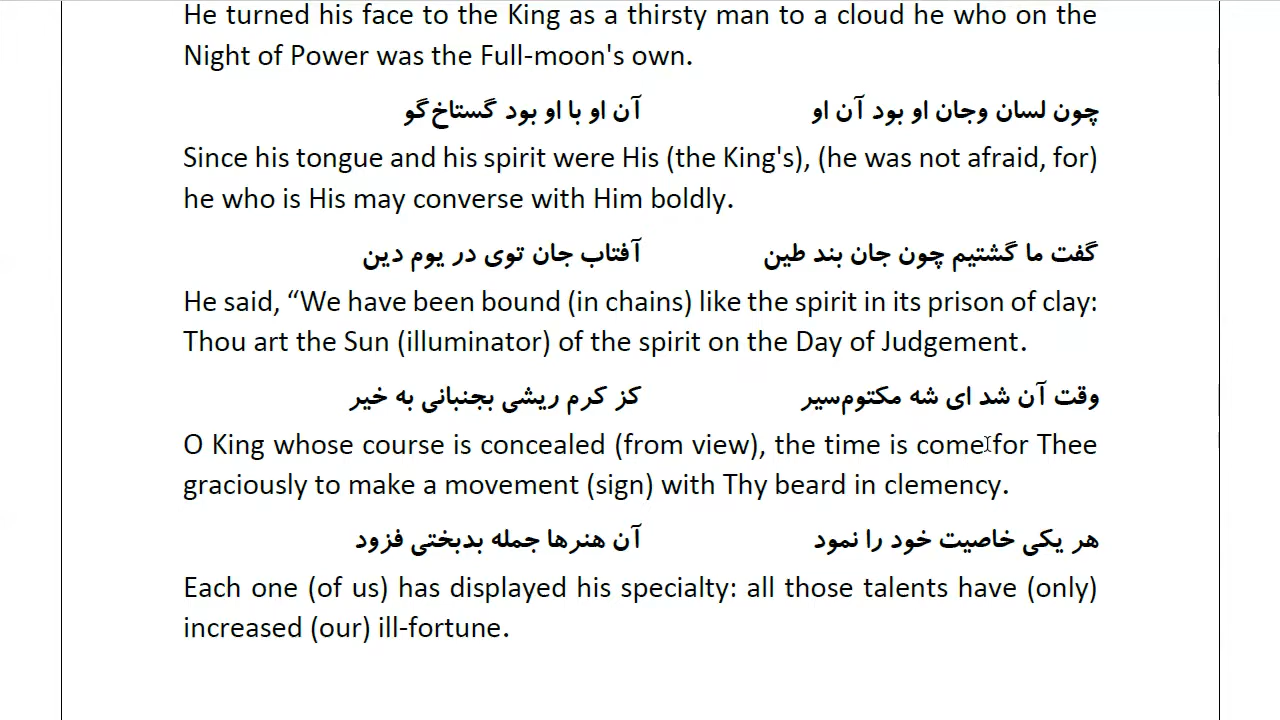 He turned his face to the King as a thirsty man to a cloud he who on the
Night of Power was the Full-moon's own.
چون لسان وجان او بود آن او آن او با او بود گستاخ‌گو
Since his tongue and his spirit were His (the King's), (he was not afraid, for)
he who is His may converse with Him boldly.
گفت ما گشتیم چون جان بند طین آفتاب جان توی در یوم دین
He said, “We have been bound (in chains) like the spirit in its prison of clay:
Thou art the Sun (illuminator) of the spirit on the Day of Judgement.
وقت آن شد ای شه مکتوم‌سیر کز کرم ریشی بجنبانی به خیر
O King whose course is concealed (from view), the time is come for Thee
graciously to make a movement (sign) with Thy beard in clemency.
هر یکی خاصیت خود را نمود آن هنرها جمله بدبختی فزود
Each one (of us) has displayed his specialty: all those talents have (only)
increased (our) ill-fortune.